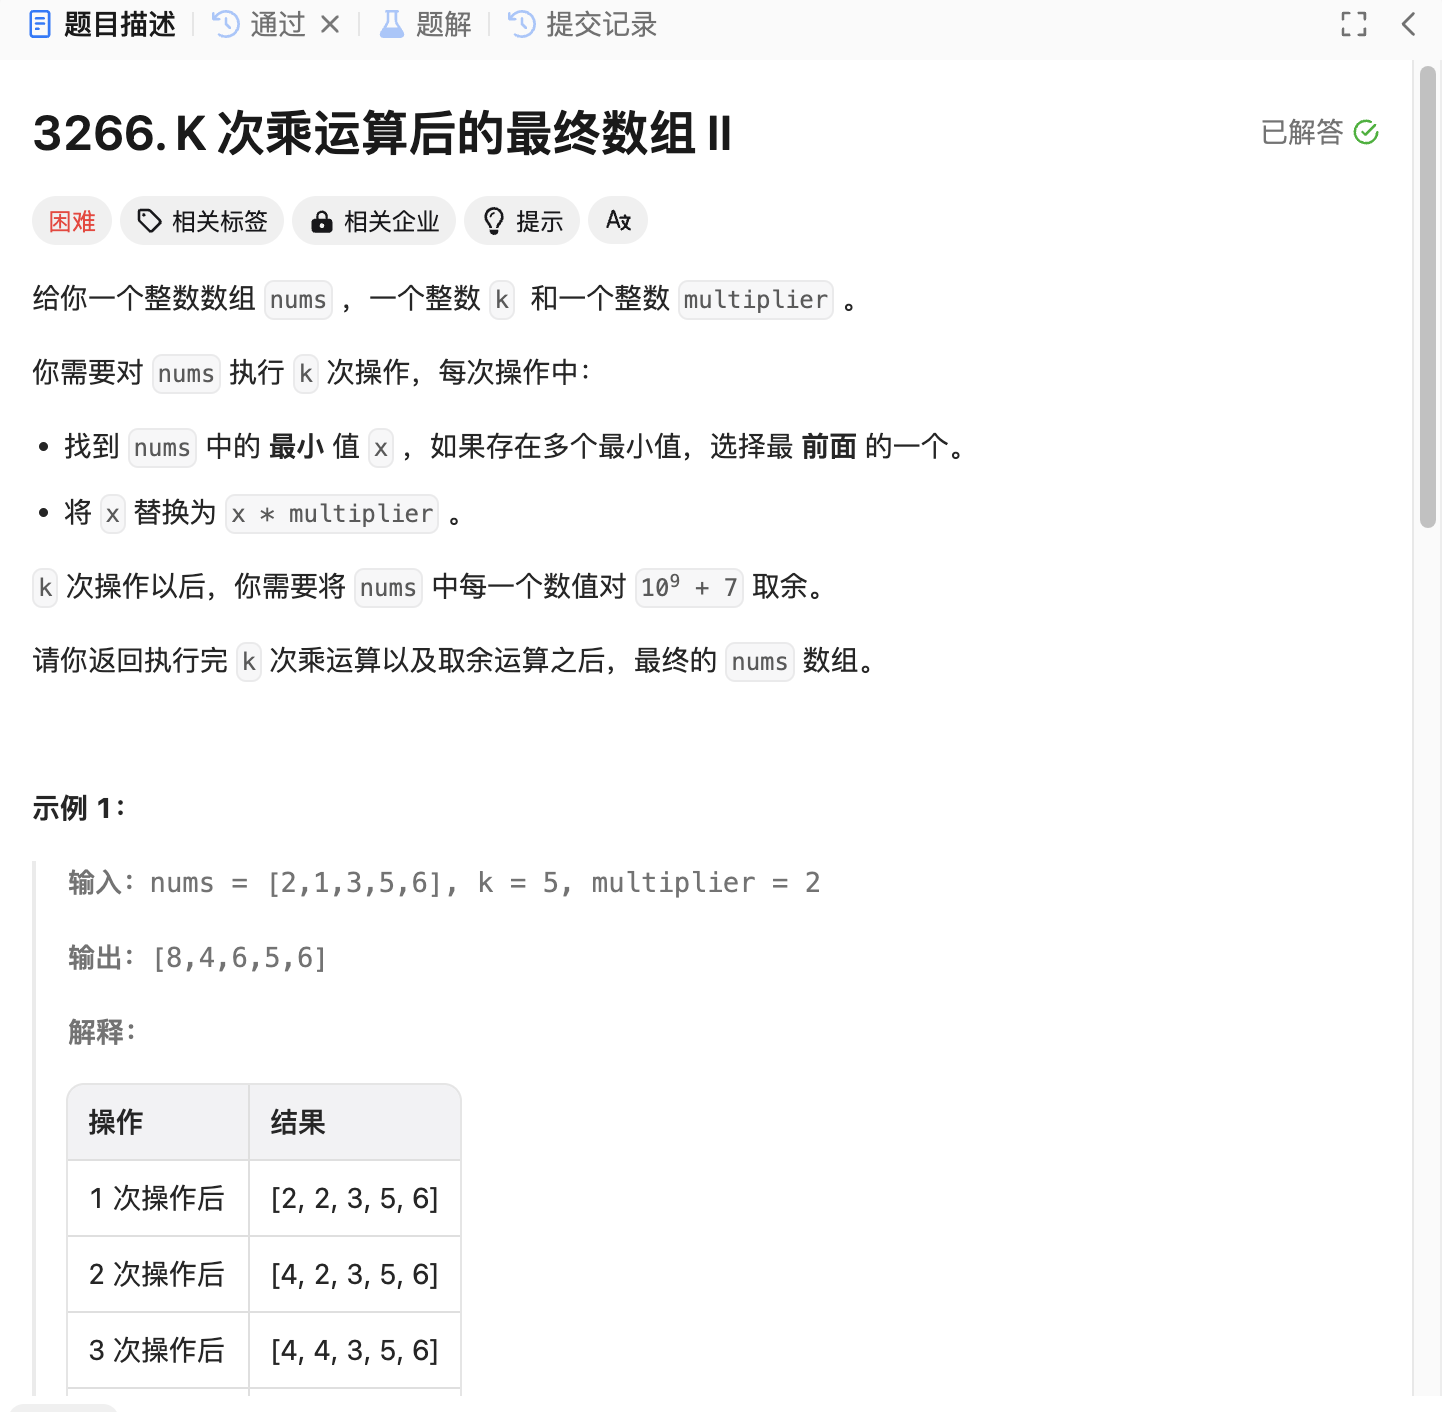 题目描述 通过 题解 提交记录
3266. K 次乘运算后的最终数组 II
已解答
困难 相关标签 相关企业 提示
给你一个整数数组 nums ，一个整数 k 和一个整数 multiplier 。
你需要对 nums 执行 k 次操作，每次操作中：
• 找到 nums 中的 最小 值 x ，如果存在多个最小值，选择最 前面 的一个。
• 将 x 替换为 x * multiplier 。
k 次操作以后，你需要将 nums 中每一个数值对 10⁹ + 7 取余。
请你返回执行完 k 次乘运算以及取余运算之后，最终的 nums 数组。
示例 1：
输入：nums = [2,1,3,5,6], k = 5, multiplier = 2
输出：[8,4,6,5,6]
解释：
操作 结果
1 次操作后 [2, 2, 3, 5, 6]
2 次操作后 [4, 2, 3, 5, 6]
3 次操作后 [4, 4, 3, 5, 6]